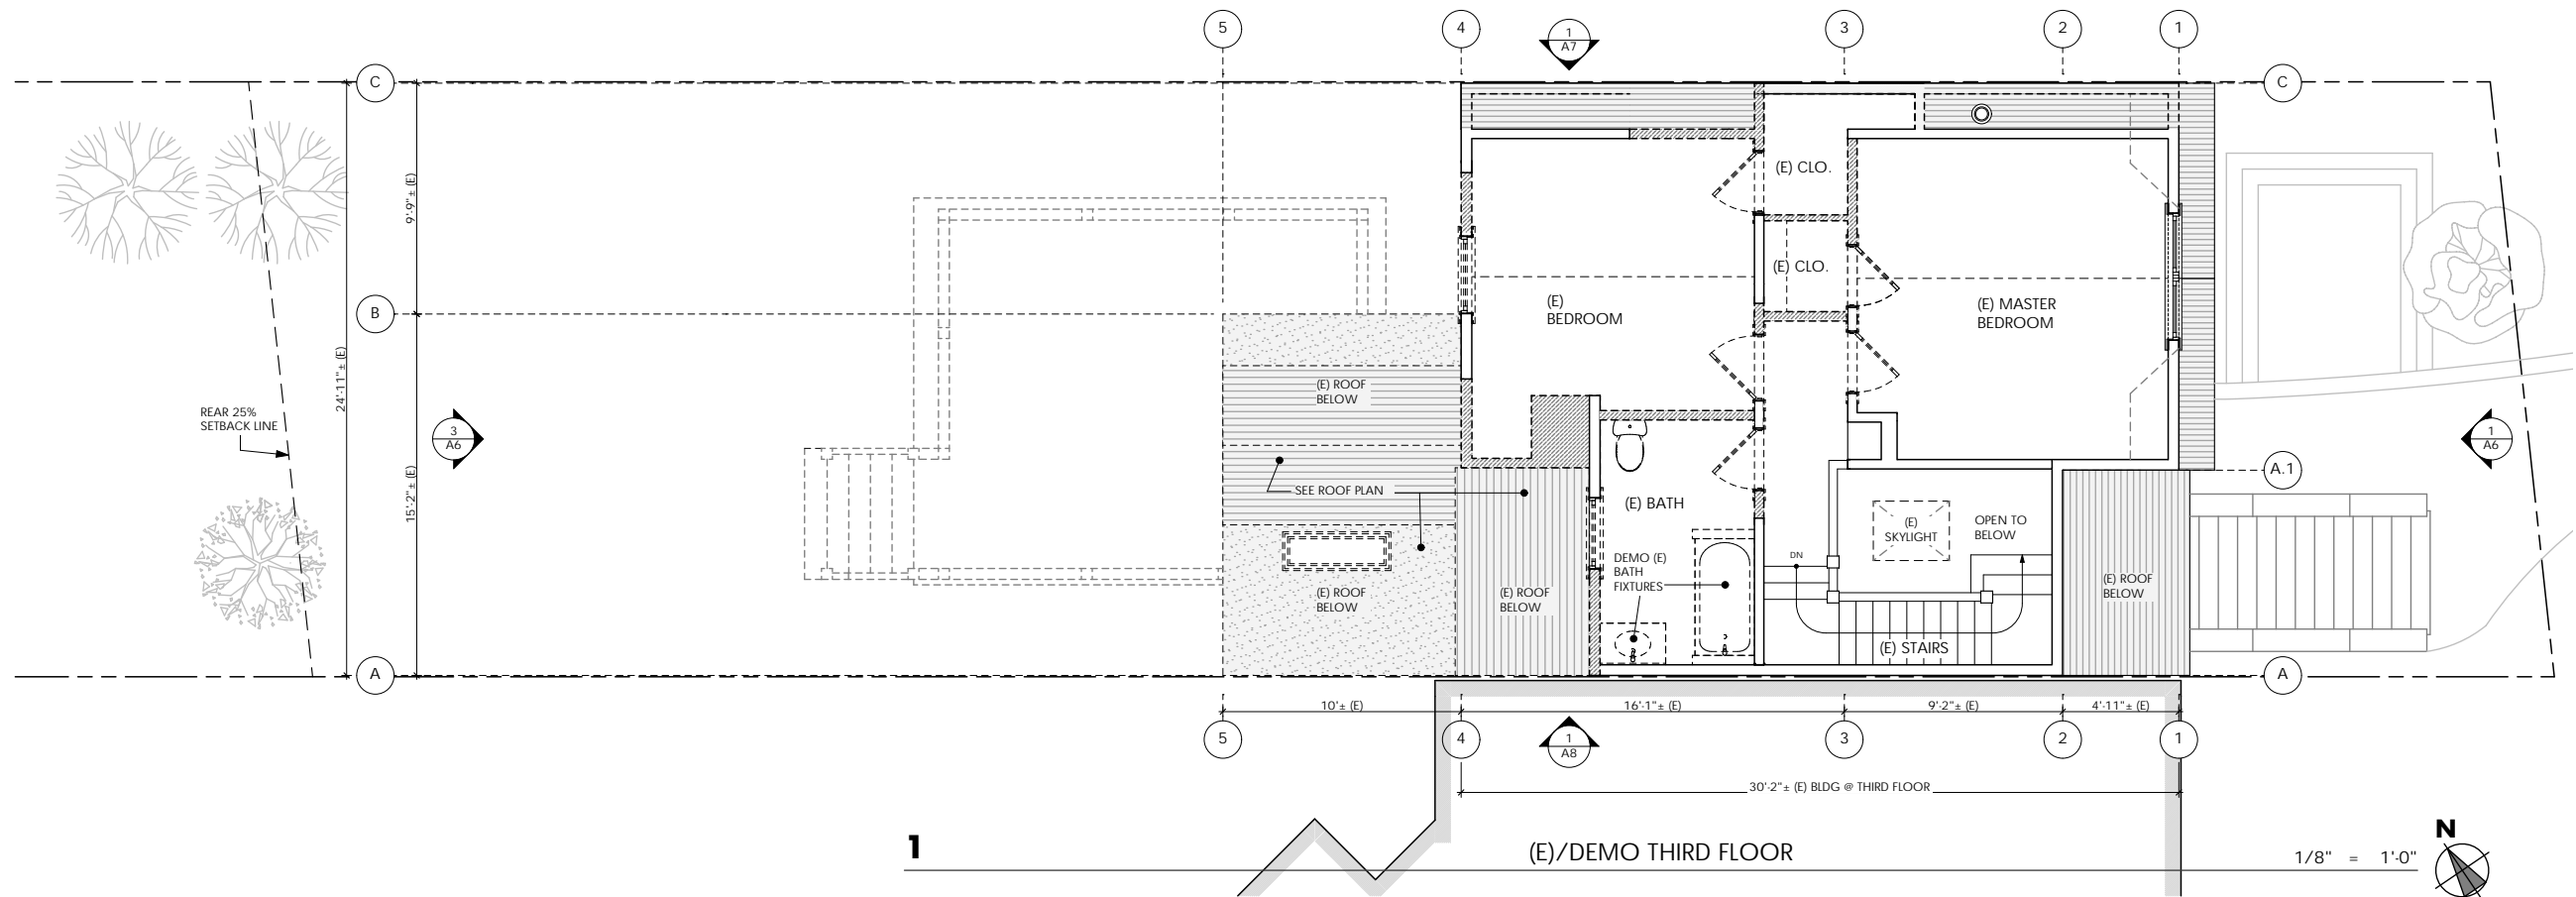 5
4
1
A7
3
2
1
C
C
(E) CLO.
9'-9"± (E)
(E) CLO.
(E)
BEDROOM
(E) MASTER
BEDROOM
B
24'-11"± (E)
(E) ROOF
BELOW
REAR 25%
SETBACK LINE
3
A6
1
A6
A.1
15'-2"± (E)
SEE ROOF PLAN
(E) BATH
(E)
SKYLIGHT
OPEN TO
BELOW
DN
DEMO (E)
BATH
FIXTURES
(E) ROOF
BELOW
(E) ROOF
BELOW
(E) ROOF
BELOW
(E) STAIRS
A
A
10'± (E)
16'-1"± (E)
9'-2"± (E)
4'-11"± (E)
5
4
1
A8
3
2
1
30'-2"± (E) BLDG @ THIRD FLOOR
1
(E)/DEMO THIRD FLOOR
1/8" = 1'-0"
N